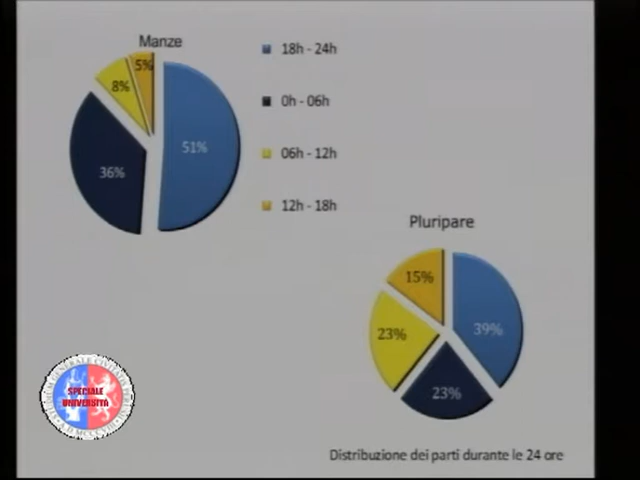 Manze
18h - 24h
0h - 06h
06h - 12h
12h - 18h
5%
8%
51%
36%
Pluripare
15%
39%
23%
23%
SPECIALE
UNIVERSITÀ
Distribuzione dei parti durante le 24 ore